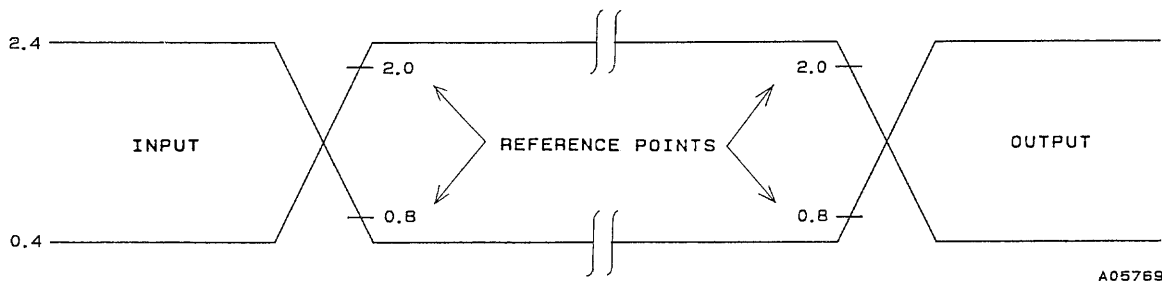 2.4
2.0
2.0
INPUT
REFERENCE POINTS
OUTPUT
0.8
0.8
0.4
A05769